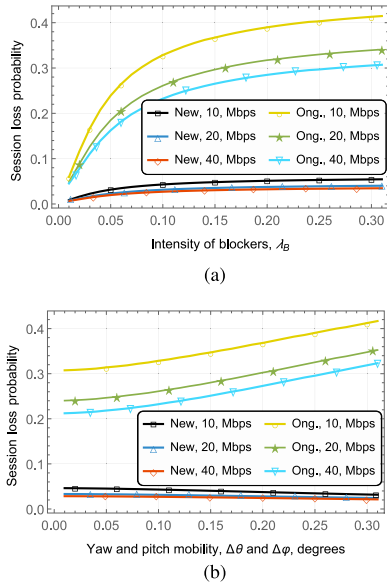 Session loss probability
0.4
0.3
0.2
0.1
0.0
New, 10, Mbps
Ong., 10, Mbps
New, 20, Mbps
Ong., 20, Mbps
New, 40, Mbps
Ong., 40, Mbps
0.00 0.05 0.10 0.15 0.20 0.25 0.30
Intensity of blockers, λB
(a)
Session loss probability
0.4
0.3
0.2
0.1
0.0
New, 10, Mbps
Ong., 10, Mbps
New, 20, Mbps
Ong., 20, Mbps
New, 40, Mbps
Ong., 40, Mbps
0.00 0.05 0.10 0.15 0.20 0.25 0.30
Yaw and pitch mobility, Δθ and Δφ, degrees
(b)